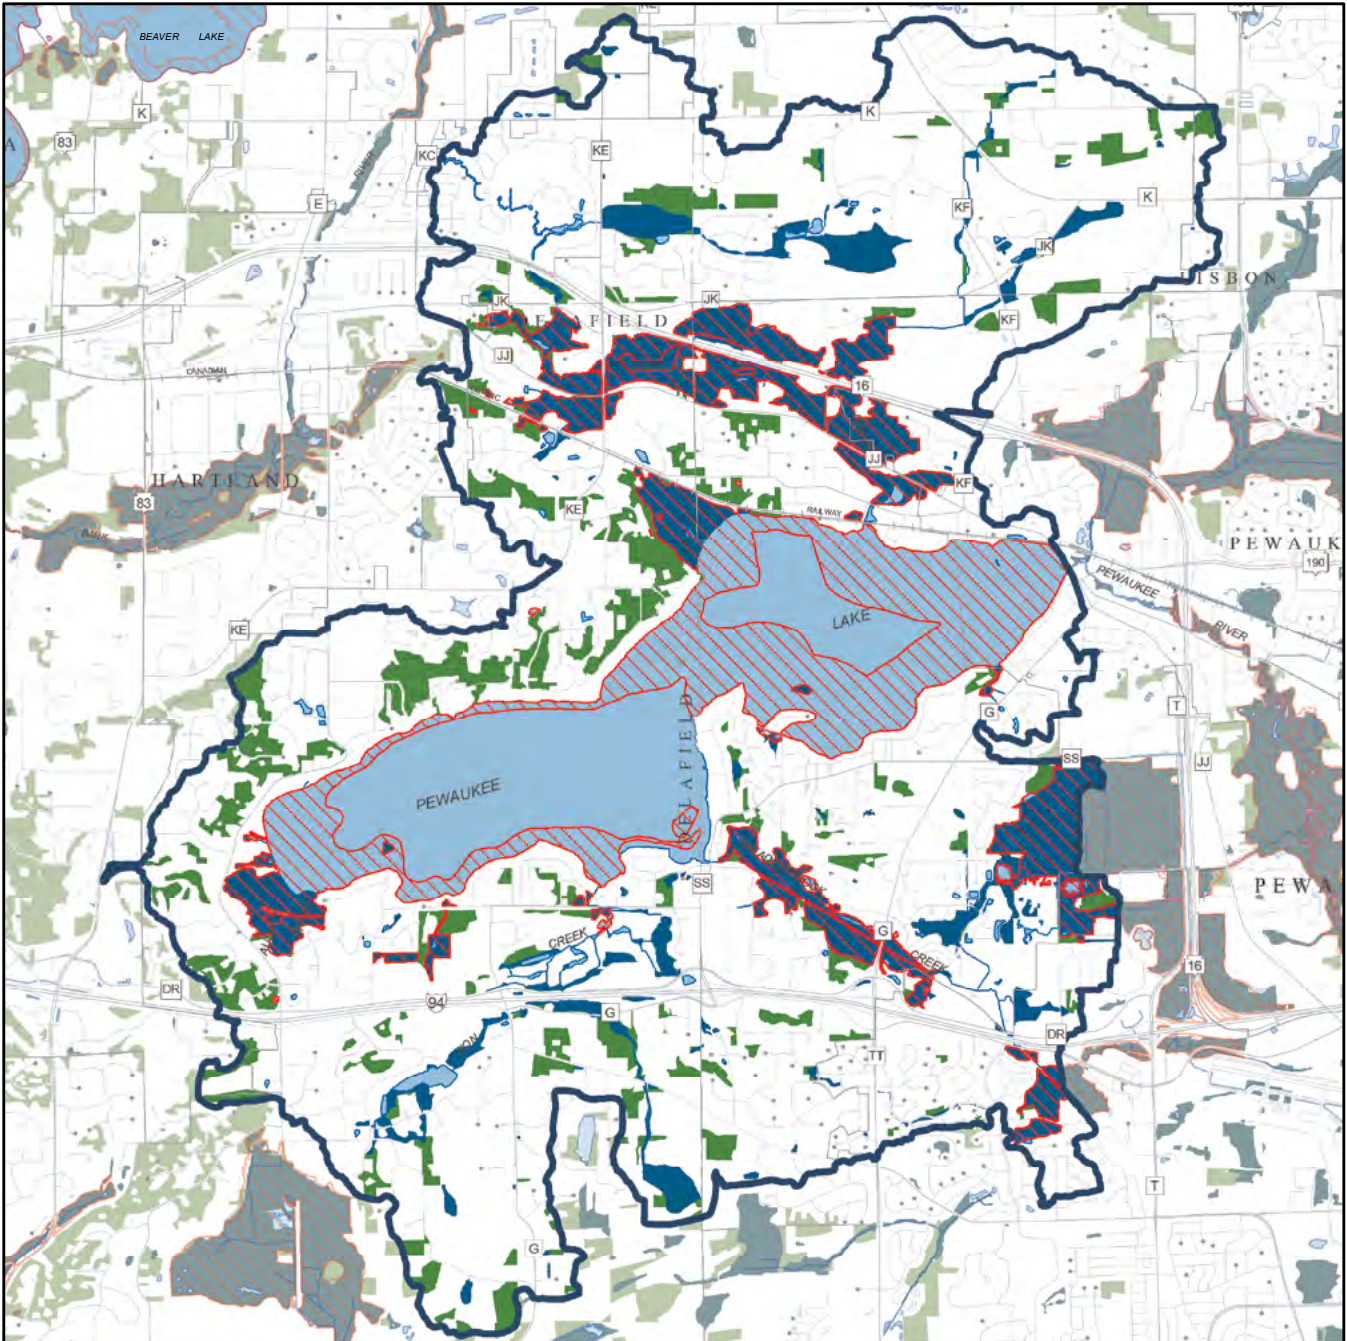 BEAVER LAKE
K
K
83
KC
KE
RIVER
E
KF
K
JK
LISBON
JK
JK
KF
JJ
CANADIAN
16
HARTLAND
83
JJ
KF
KE
BARK
RAILWAY
PEWAUK
190
PEWAUKEE
RIVER
LAKE
KE
DELAFIELD
G
T
SS
JJ
PEWAUKEE
SS
PEWA
G
CREEK
CREEK
16
DR
94
G
DR
TT
T
G